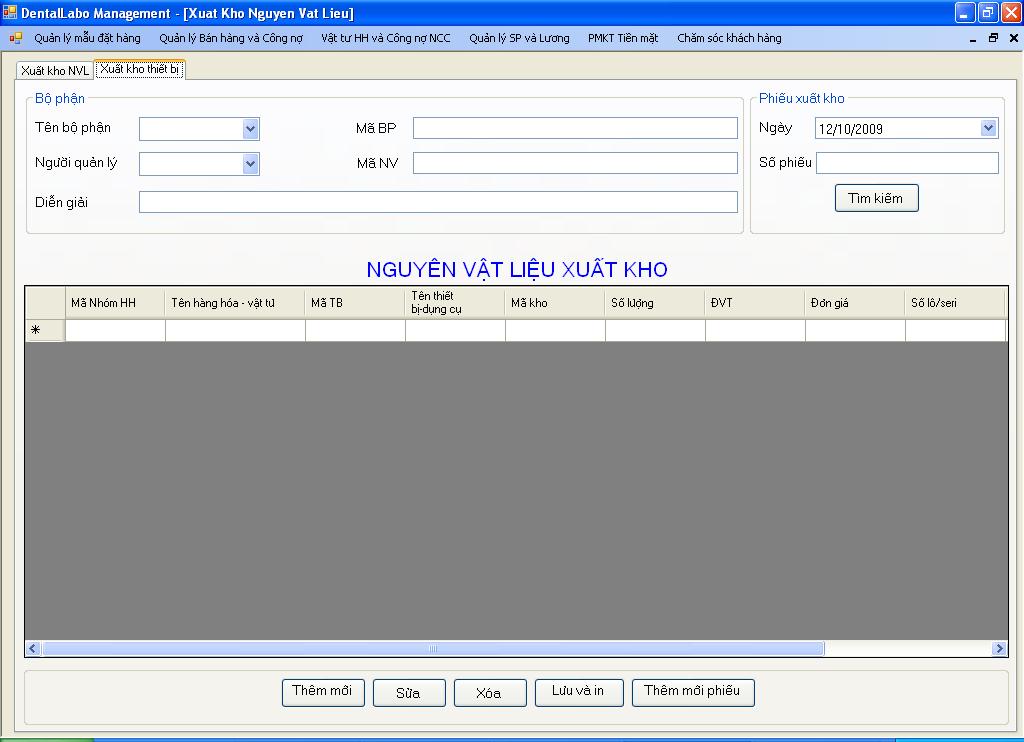 DentalLabo Management - [Xuat Kho Nguyen Vat Lieu]
Quản lý mẫu đặt hàng Quản lý Bán hàng và Công nợ Vật tư HH và Công nợ NCC Quản lý SP và Lương PMKT Tiền mặt Chăm sóc khách hàng
Xuất kho NVL Xuất kho thiết bị
Bộ phận
Tên bộ phận Mã BP
Người quản lý Mã NV
Diễn giải
Phiếu xuất kho
Ngày 12/10/2009
Số phiếu
Tìm kiếm
NGUYÊN VẬT LIỆU XUẤT KHO
Mã Nhóm HH Tên hàng hóa - vật tư Mã TB Tên thiết bị-dụng cụ Mã kho Số lượng ĐVT Đơn giá Số lô/seri
Thêm mới Sửa Xóa Lưu và in Thêm mới phiếu